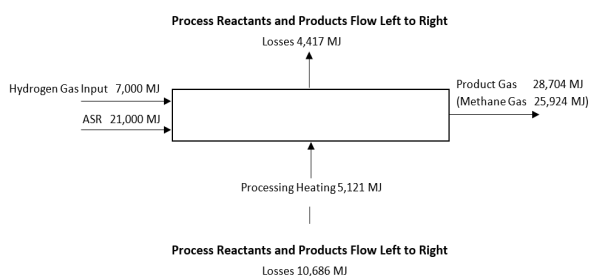 Process Reactants and Products Flow Left to Right
Losses 4,417 MJ
Hydrogen Gas Input 7,000 MJ
ASR 21,000 MJ
Product Gas 28,704 MJ
(Methane Gas 25,924 MJ)
Processing Heating 5,121 MJ
Process Reactants and Products Flow Left to Right
Losses 10,686 MJ